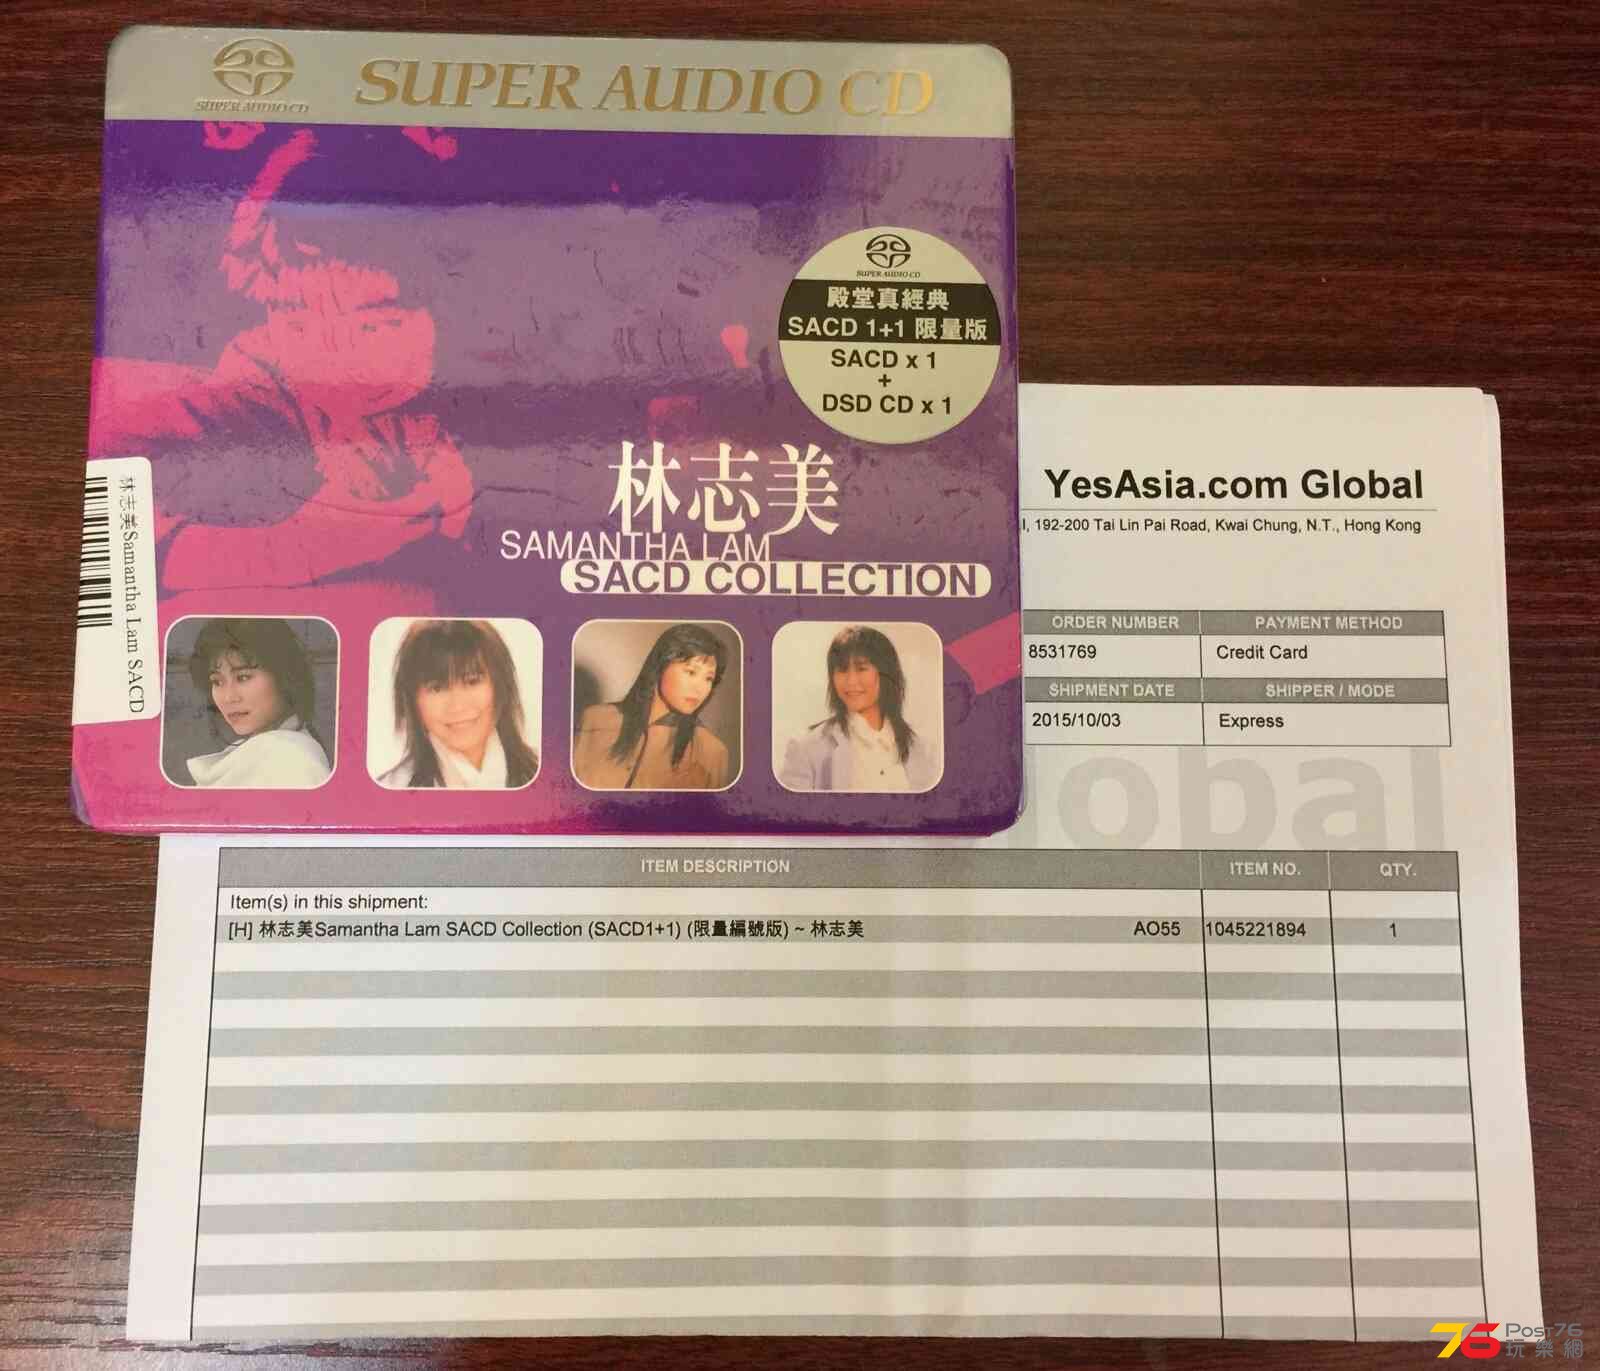 SUPER AUDIO CD
SUPER AUDIO CD
SUPER AUDIO CD
殿堂真經典
SACD 1+1 限量版
SACD x 1
+
DSD CD x 1
林志美
SAMANTHA LAM
SACD COLLECTION
林志美Samantha Lam SACD
YesAsia.com Global
192-200 Tai Lin Pai Road, Kwai Chung, N.T., Hong Kong
ORDER NUMBER PAYMENT METHOD
8531769 Credit Card
SHIPMENT DATE SHIPPER / MODE
2015/10/03 Express
obal
ITEM DESCRIPTION ITEM NO. QTY.
Item(s) in this shipment:
[H] 林志美Samantha Lam SACD Collection (SACD1+1) (限量編號版) ~ 林志美 AO55 1045221894 1
76 Post76
玩樂網